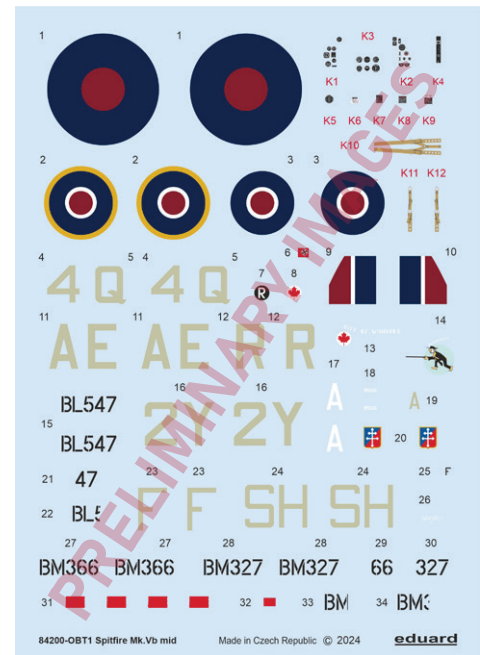 1 1 K3
K1 K2 K4
K5 K6 K7 K8 K9
K10
K11 K12
2 2 3 3
PRELIMINARY IMAGES
4 5 4 5 6 9 10
7 8
4Q 4Q R
11 11 12 12 14
AE AE R R
13
17 18
A A 19
16 16
BL547 2Y 2Y
15
BL547 A 20
21 47 23 23 24 24 25 F
22 BL5 F F SH SH 26
27 27 28 28 29 30
BM366 BM366 BM327 BM327 66 327
31 32 33 BM 34 BM3
84200-OBT1 Spitfire Mk.Vb mid Made in Czech Republic © 2024 eduard